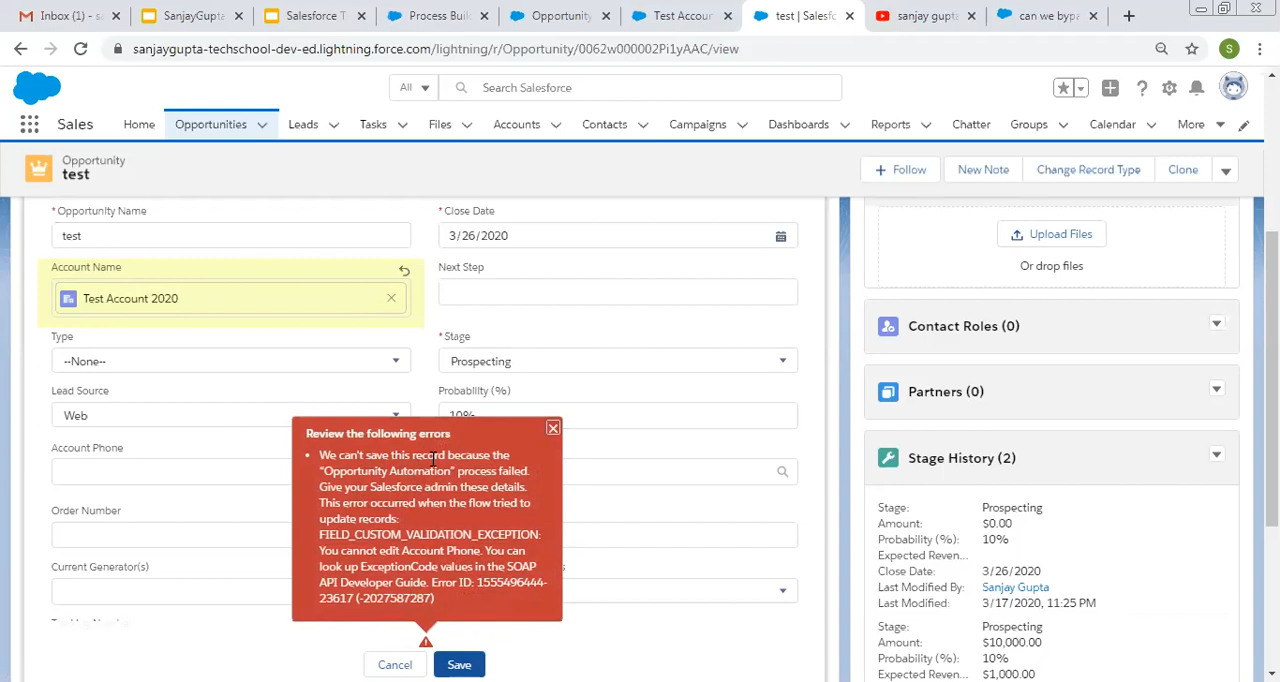 Inbox (1) - s
SanjayGupta
Salesforce T
Process Buil
Opportunity
Test Accoun
test | Salesf
sanjay gupta
can we bypa
sanjaygupta-techschool-dev-ed.lightning.force.com/lightning/r/Opportunity/0062w000002Pi1yAAC/view
S
All
Search Salesforce
Sales
Home
Opportunities
Leads
Tasks
Files
Accounts
Contacts
Campaigns
Dashboards
Reports
Chatter
Groups
Calendar
More
Opportunity
test
Follow
New Note
Change Record Type
Clone
* Opportunity Name
* Close Date
test
3/26/2020
Account Name
Next Step
Test Account 2020
Type
* Stage
--None--
Prospecting
Lead Source
Probability (%)
Web
10%
Account Phone
Order Number
Current Generator(s)
Review the following errors
• We can't save this record because the
"Opportunity Automation" process failed.
Give your Salesforce admin these details.
This error occurred when the flow tried to
update records:
FIELD_CUSTOM_VALIDATION_EXCEPTION:
You cannot edit Account Phone. You can
look up ExceptionCode values in the SOAP
API Developer Guide. Error ID: 1555496444-
23617 (-2027587287)
Cancel
Save
Upload Files
Or drop files
Contact Roles (0)
Partners (0)
Stage History (2)
Stage: Prospecting
Amount: $0.00
Probability (%): 10%
Expected Reven...
Close Date: 3/26/2020
Last Modified By: Sanjay Gupta
Last Modified: 3/17/2020, 11:25 PM
Stage: Prospecting
Amount: $10,000.00
Probability (%): 10%
Expected Reven... $1,000.00